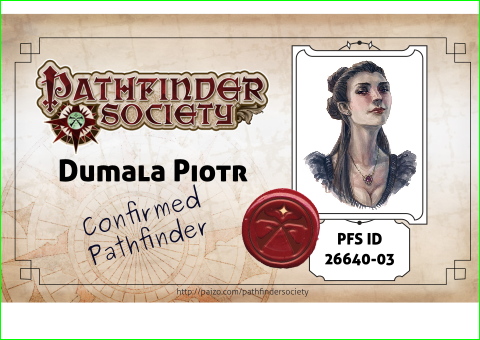 PATHFINDER
SOCIETY
Dumala Piotr
Confirmed
Pathfinder
PFS ID
26640-03
http://paizo.com/pathfindersociety